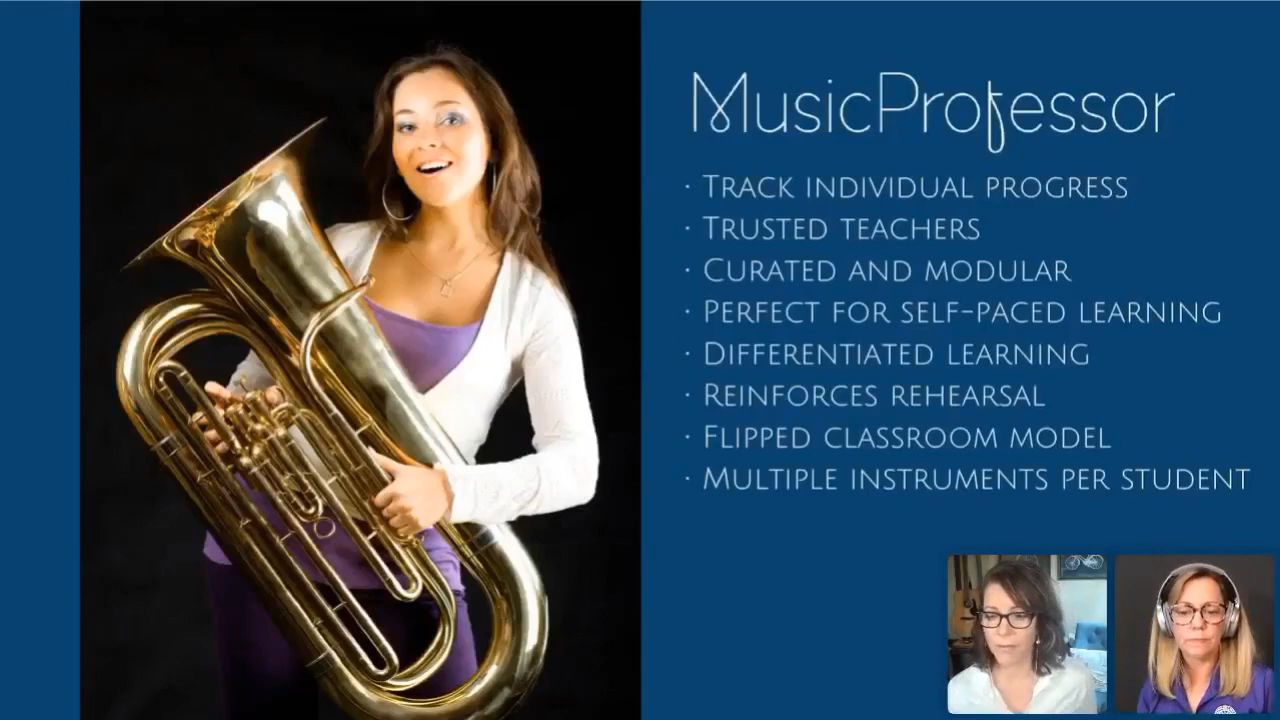 MusicProfessor
· Track individual progress
· Trusted teachers
· Curated and modular
· Perfect for self-paced learning
· Differentiated learning
· Reinforces rehearsal
· Flipped classroom model
· Multiple instruments per student